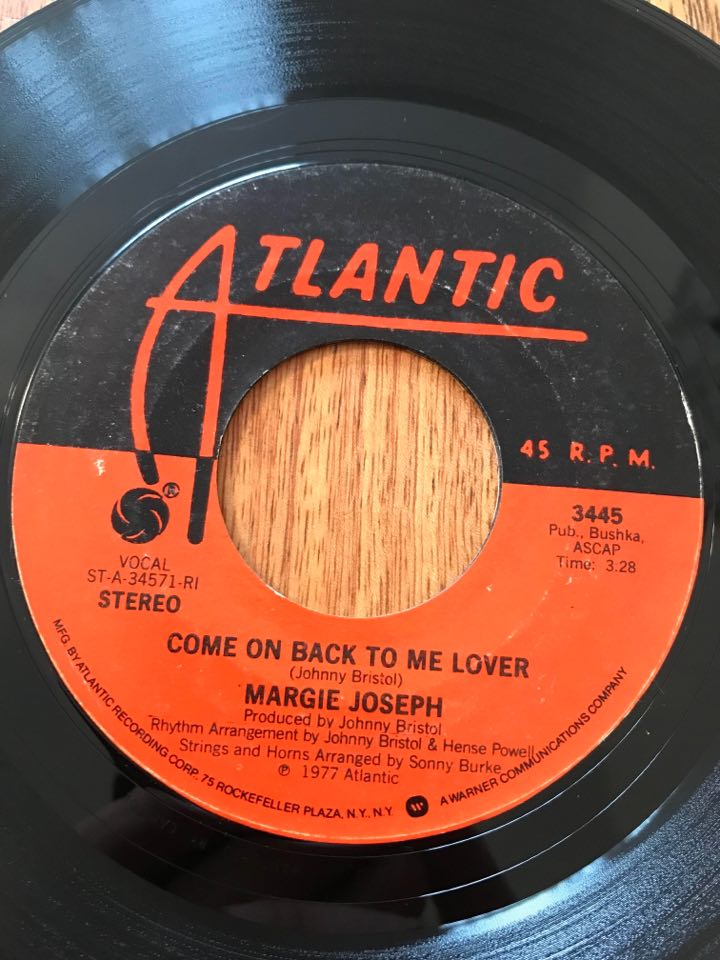 ATLANTIC
45 R.P.M.
®
3445
Pub., Bushka,
ASCAP
Time: 3.28
VOCAL
ST-A-34571-RI
STEREO
COME ON BACK TO ME LOVER
(Johnny Bristol)
MARGIE JOSEPH
Produced by Johnny Bristol
Rhythm Arrangement by Johnny Bristol & Hense Powell
Strings and Horns Arranged by Sonny Burke
℗ 1977 Atlantic
MFG. BY ATLANTIC RECORDING CORP. 75 ROCKEFELLER PLAZA, N.Y., N.Y. A WARNER COMMUNICATIONS COMPANY